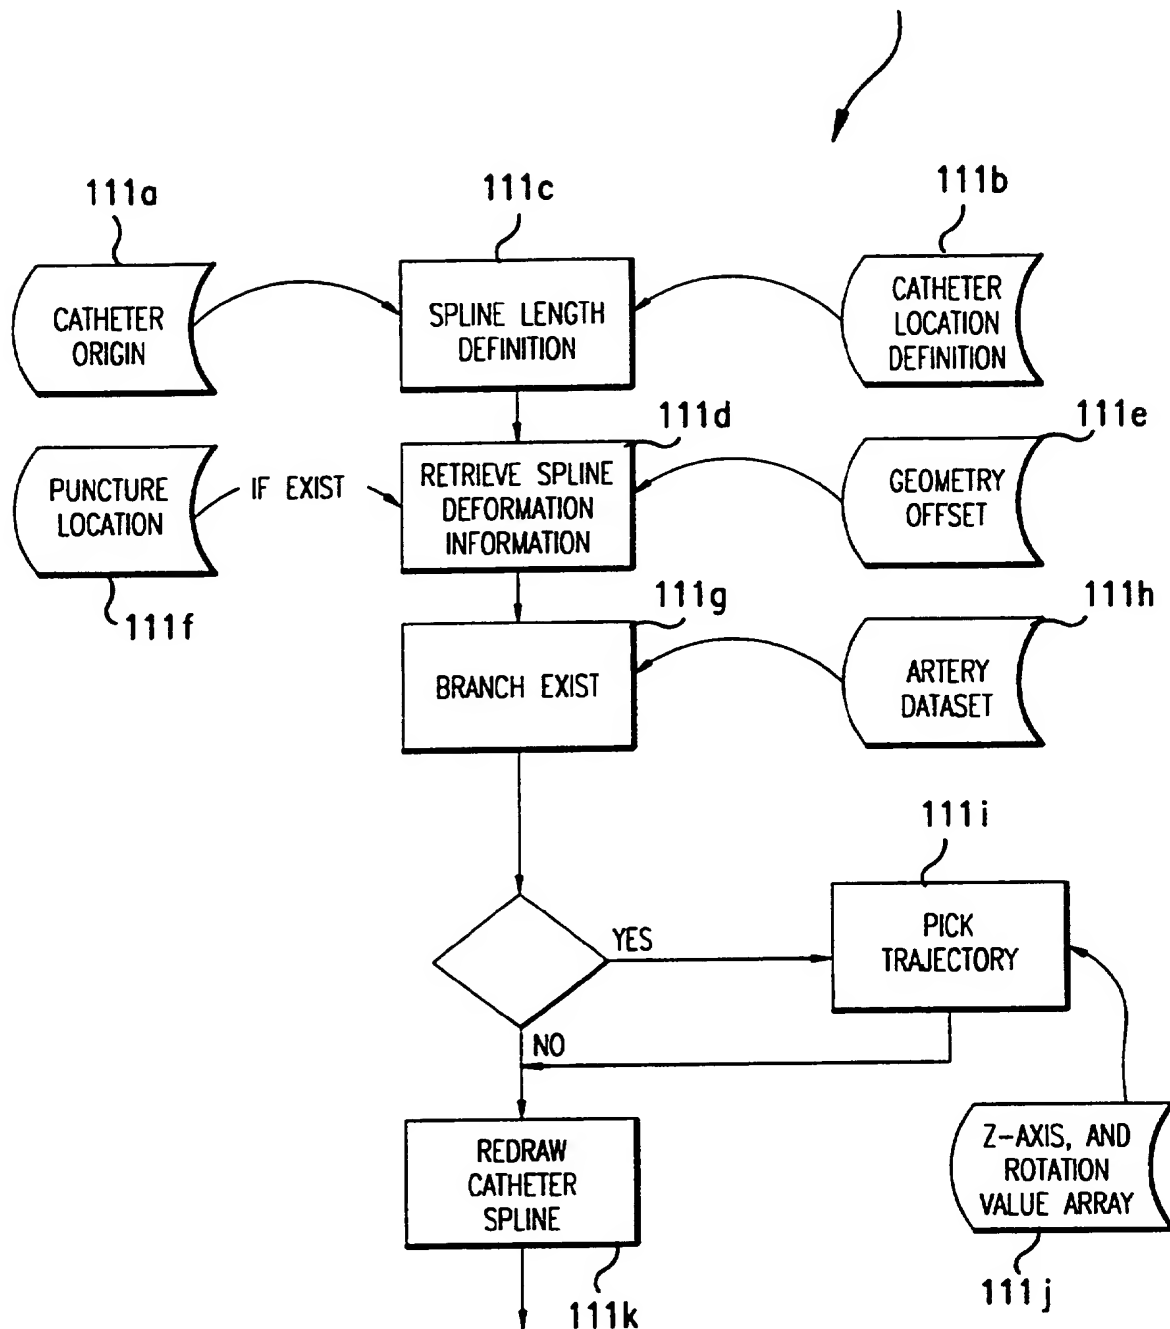 111a
111c
111b
CATHETER
ORIGIN
SPLINE LENGTH
DEFINITION
CATHETER
LOCATION
DEFINITION
111d
111e
PUNCTURE
LOCATION
IF EXIST
RETRIEVE SPLINE
DEFORMATION
INFORMATION
GEOMETRY
OFFSET
111f
111g
111h
BRANCH EXIST
ARTERY
DATASET
111i
YES
PICK
TRAJECTORY
NO
REDRAW
CATHETER
SPLINE
Z-AXIS, AND
ROTATION
VALUE ARRAY
111k
111j